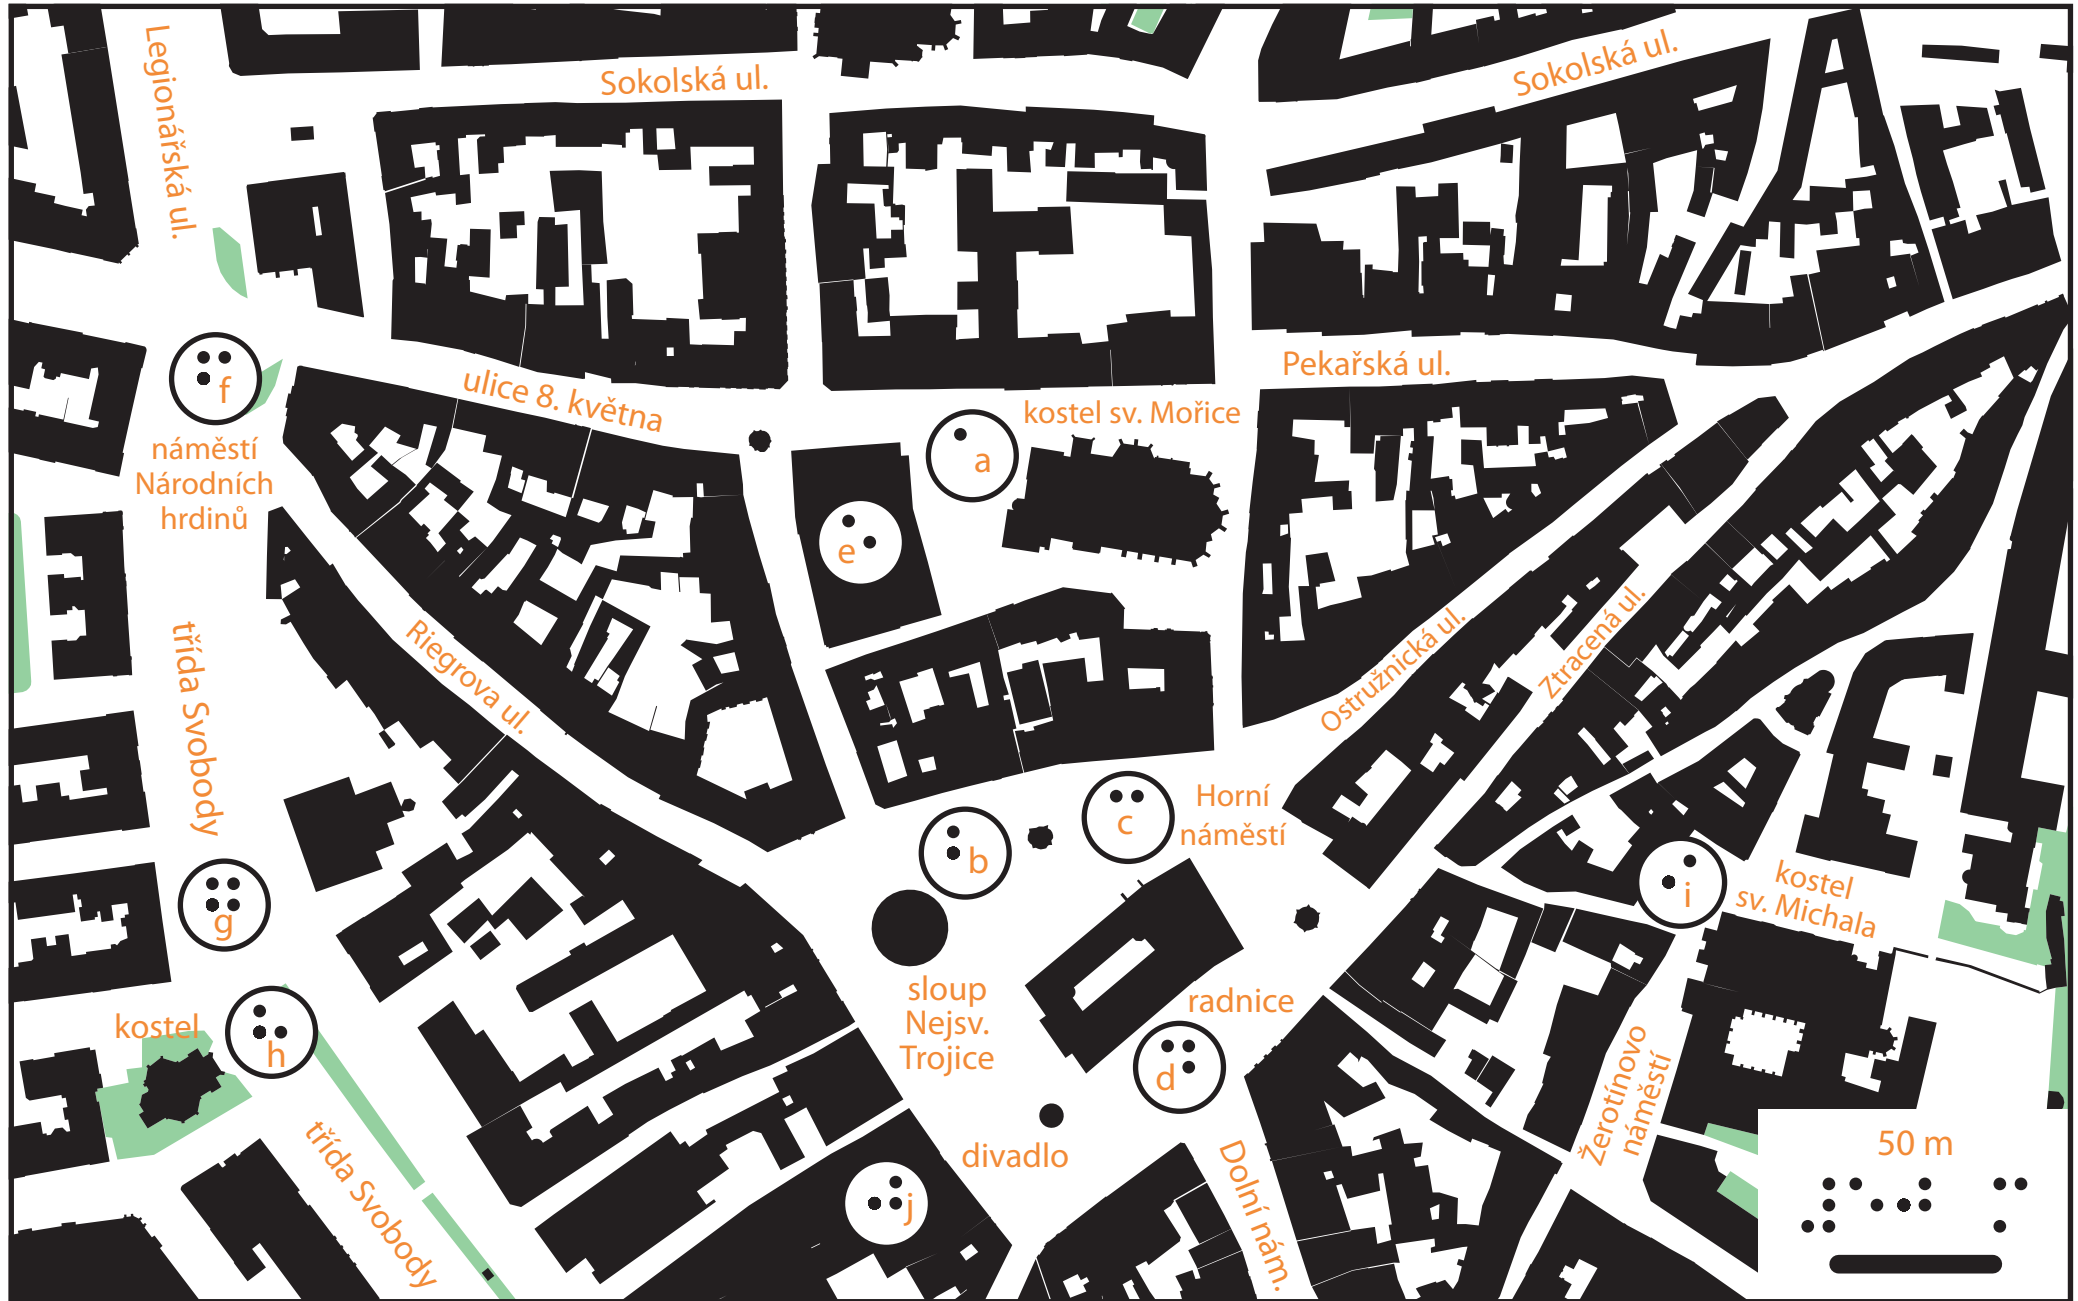 Legionářská ul.
Sokolská ul.
Sokolská ul.
Pekařská ul.
ulice 8. května
kostel sv. Mořice
f
a
náměstí
Národních
hrdinů
e
třída Svobody
Riegrova ul.
Ostružnická ul.
Ztracená ul.
Horní
náměstí
c
b
i
kostel
sv. Michala
g
sloup
Nejsv.
Trojice
radnice
kostel
h
d
Žerotínovo
náměstí
třída Svobody
divadlo
Dolní nám.
j
50 m
⠁
⠃
⠉
⠙
⠑
⠋
⠛
⠓
⠊
⠚